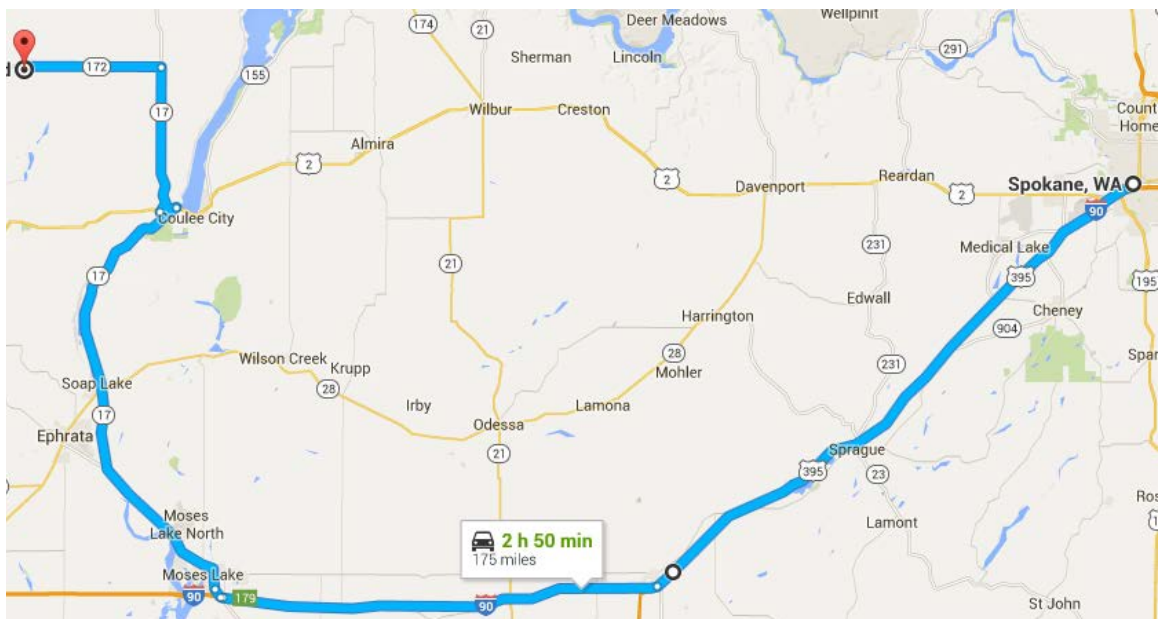 Deer Meadows
Wellpinit
174
21
Sherman
Lincoln
291
d
172
155
Count
Home
17
Wilbur
Creston
Almira
2
2
Davenport
Reardan
2
Spokane, WA
90
Coulee City
231
Medical Lake
21
395
195
17
Edwall
Cheney
Harrington
904
Wilson Creek
Krupp
28
Mohler
Spar
Soap Lake
28
231
Irby
Lamona
17
Odessa
Ephrata
21
Sprague
395
23
Ros
Moses
Lake North
Lamont
1
2 h 50 min
175 miles
Moses Lake
90
179
90
St John